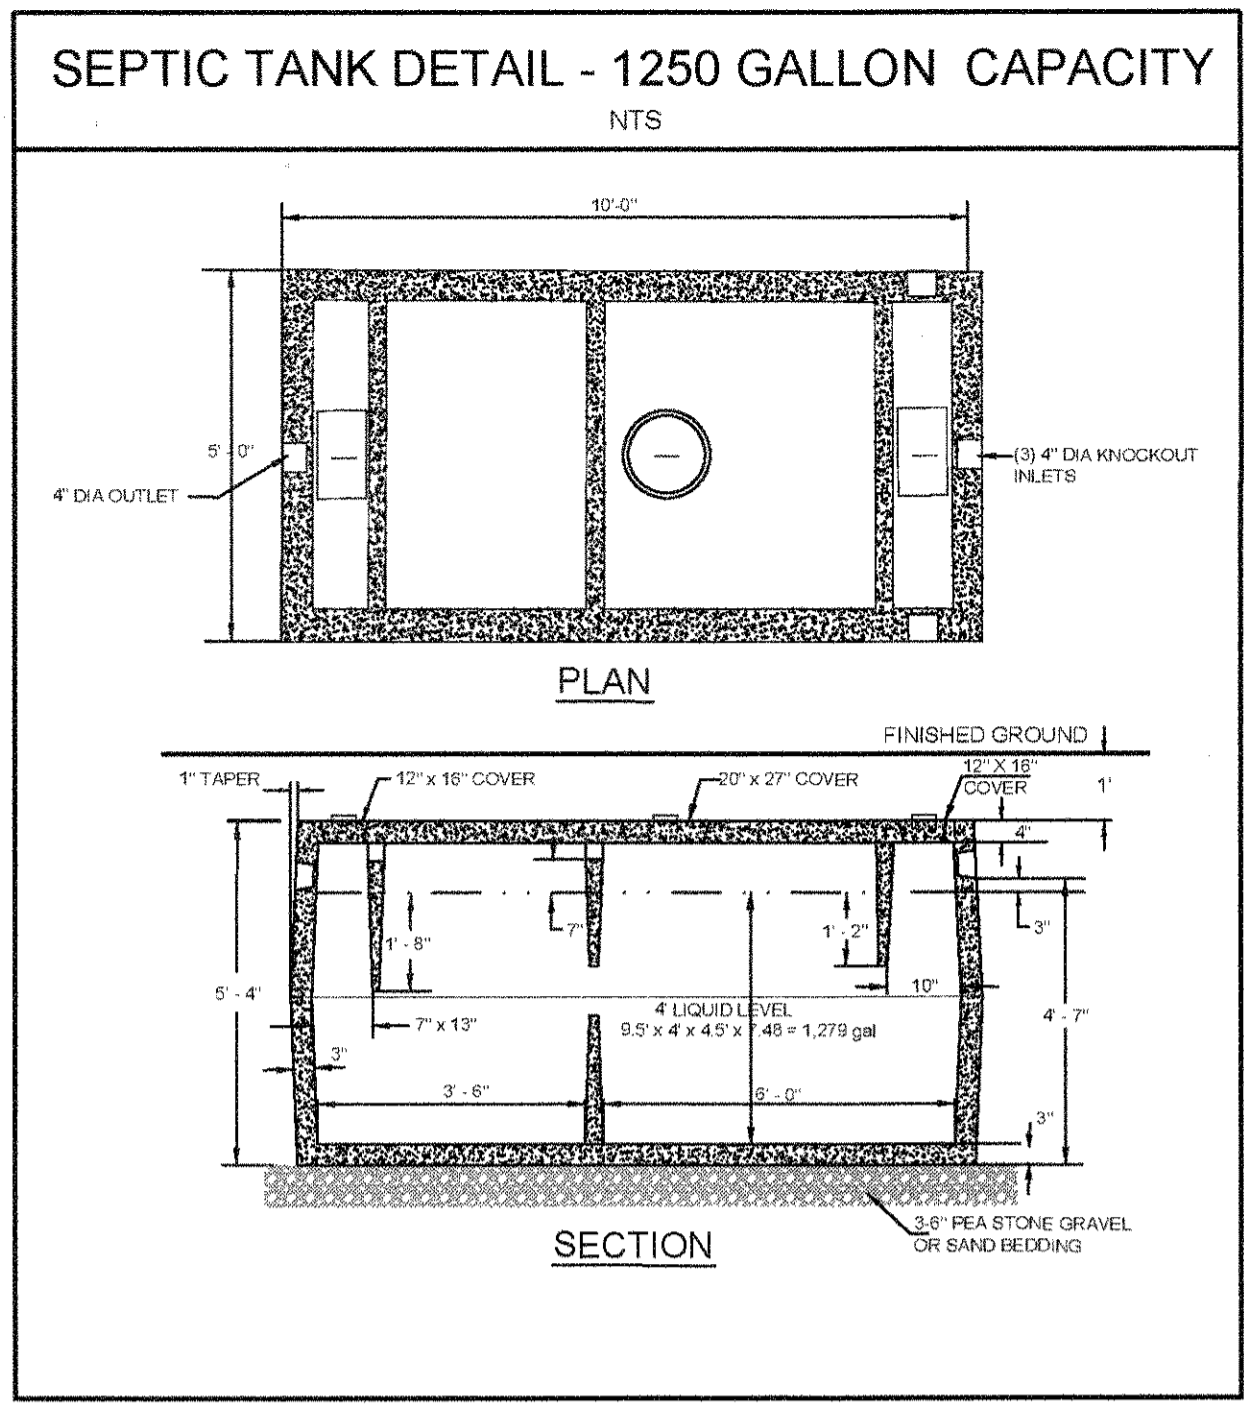 SEPTIC TANK DETAIL - 1250 GALLON CAPACITY
NTS
10'-0"
5' - 0"
4" DIA OUTLET
(3) 4" DIA KNOCKOUT
INLETS
PLAN
FINISHED GROUND
1" TAPER
12" x 16" COVER
20" x 27" COVER
12" X 16"
COVER
1'
4"
7"
3"
1' - 8"
1' - 2"
10"
5' - 4"
4' LIQUID LEVEL
9.5' x 4' x 4.5' x 7.48 = 1,279 gal
4' - 7"
7" x 13"
3"
3' - 6"
6' - 0"
3"
3-6" PEA STONE GRAVEL
OR SAND BEDDING
SECTION